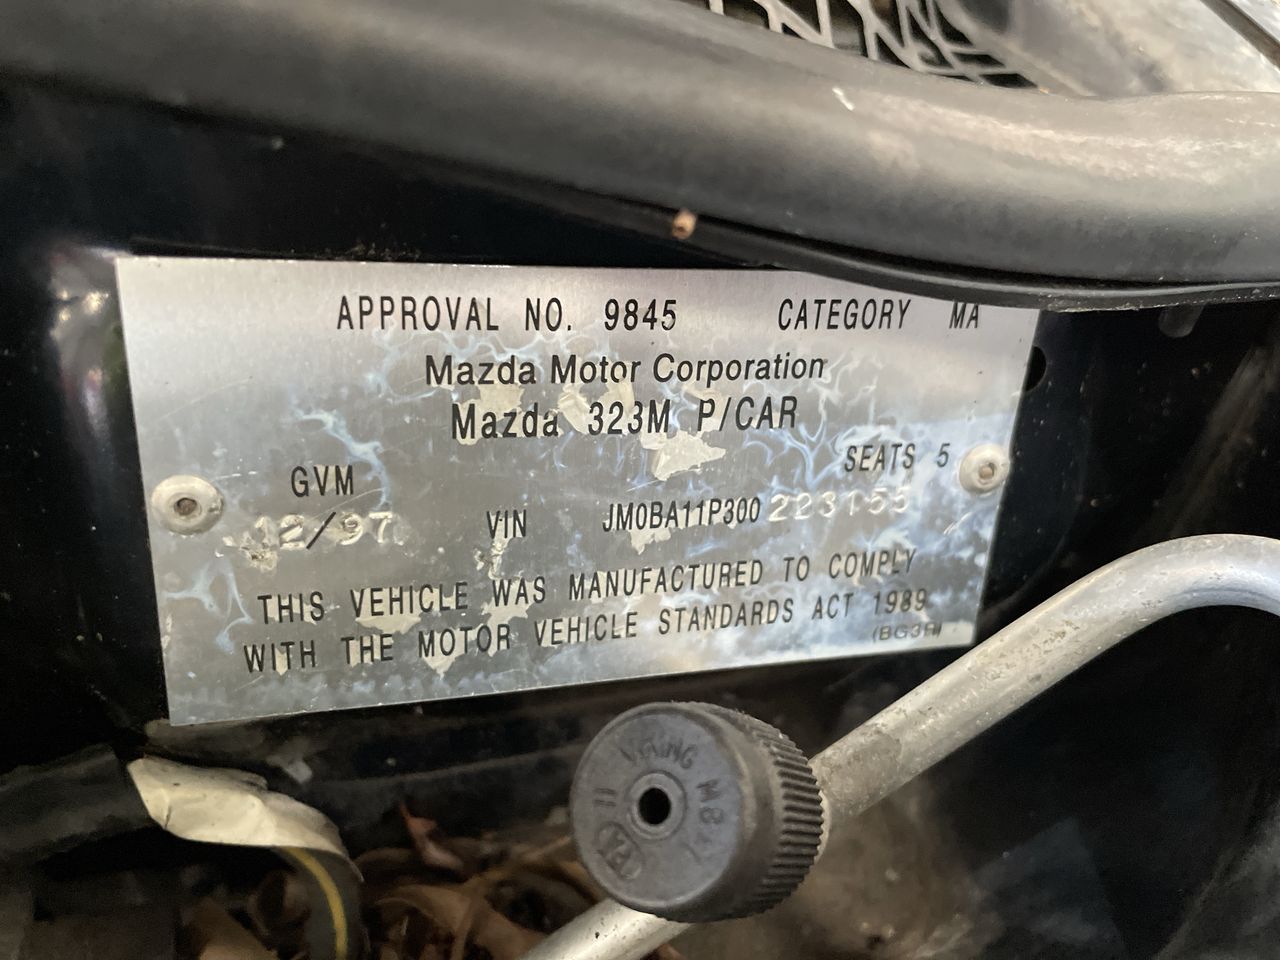 APPROVAL NO. 9845 CATEGORY MA
Mazda Motor Corporation
Mazda 323M P/CAR
SEATS 5
GVM
12/97 VIN JM0BA11P300 223155
THIS VEHICLE WAS MANUFACTURED TO COMPLY
WITH THE MOTOR VEHICLE STANDARDS ACT 1989